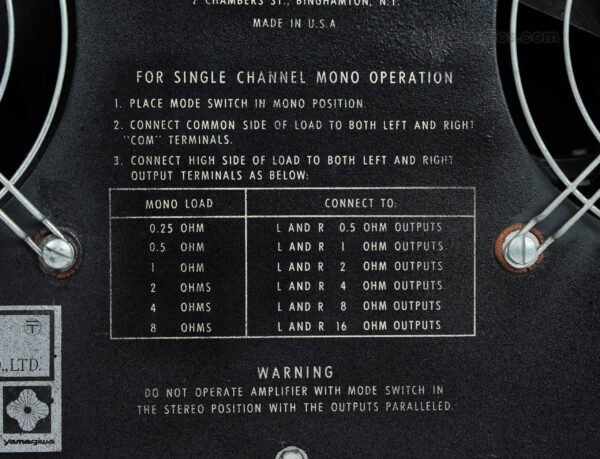 2 CHAMBERS ST., BINGHAMTON, N.Y.
MADE IN U.S.A
FOR SINGLE CHANNEL MONO OPERATION
1. PLACE MODE SWITCH IN MONO POSITION.
2. CONNECT COMMON SIDE OF LOAD TO BOTH LEFT AND RIGHT
"COM" TERMINALS.
3. CONNECT HIGH SIDE OF LOAD TO BOTH LEFT AND RIGHT
OUTPUT TERMINALS AS BELOW:
MONO LOAD CONNECT TO:
0.25 OHM L AND R 0.5 OHM OUTPUTS
0.5 OHM L AND R 1 OHM OUTPUTS
1 OHM L AND R 2 OHM OUTPUTS
2 OHMS L AND R 4 OHM OUTPUTS
4 OHMS L AND R 8 OHM OUTPUTS
8 OHMS L AND R 16 OHM OUTPUTS
WARNING
DO NOT OPERATE AMPLIFIER WITH MODE SWITCH IN
THE STEREO POSITION WITH THE OUTPUTS PARALLELED.
., LTD.
yamagiwa